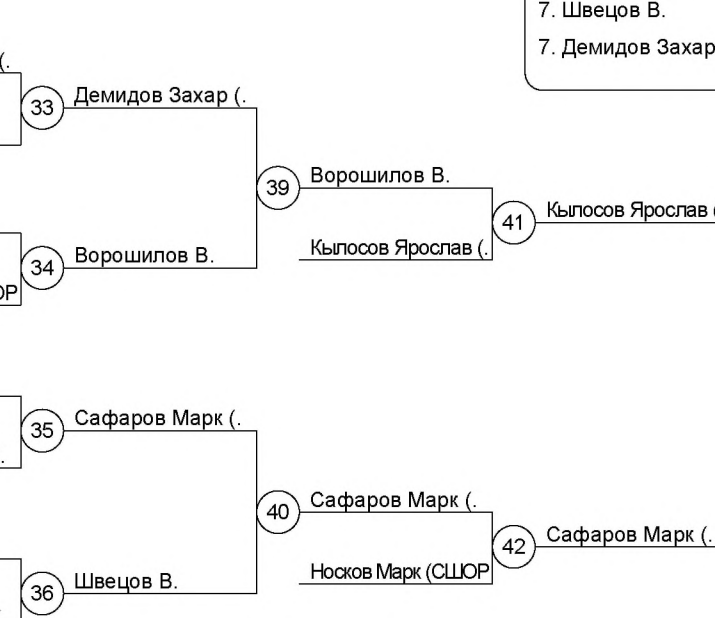 7. Швецов В.
7. Демидов Захар
(.
33
Демидов Захар (.
39
Ворошилов В.
41
Кылосов Ярослав (
Кылосов Ярослав (.
34
Ворошилов В.
ОР
35
Сафаров Марк (.
.
40
Сафаров Марк (.
42
Сафаров Марк (.
Носков Марк (СШОР
36
Швецов В.